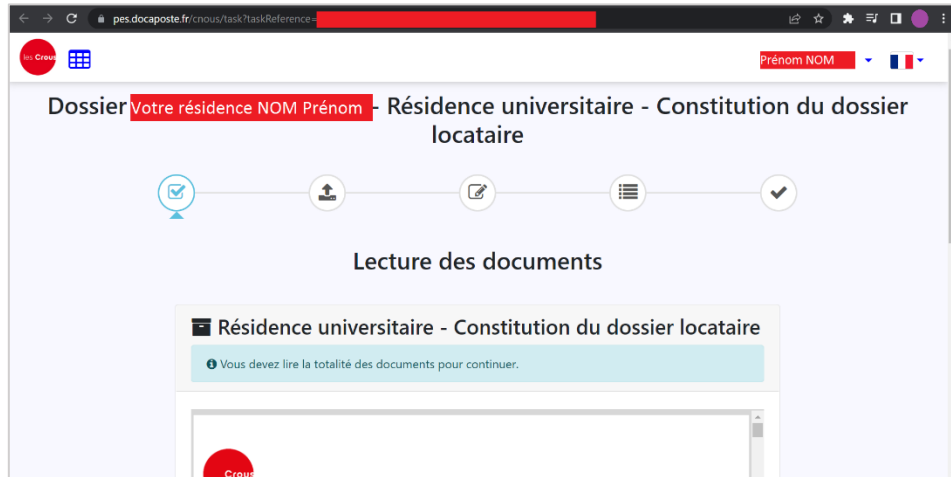 pes.docaposte.fr/cnous/task?taskReference=
les Crous
Prénom NOM
Dossier Votre résidence NOM Prénom - Résidence universitaire - Constitution du dossier
locataire
Lecture des documents
Résidence universitaire - Constitution du dossier locataire
Vous devez lire la totalité des documents pour continuer.
Crous